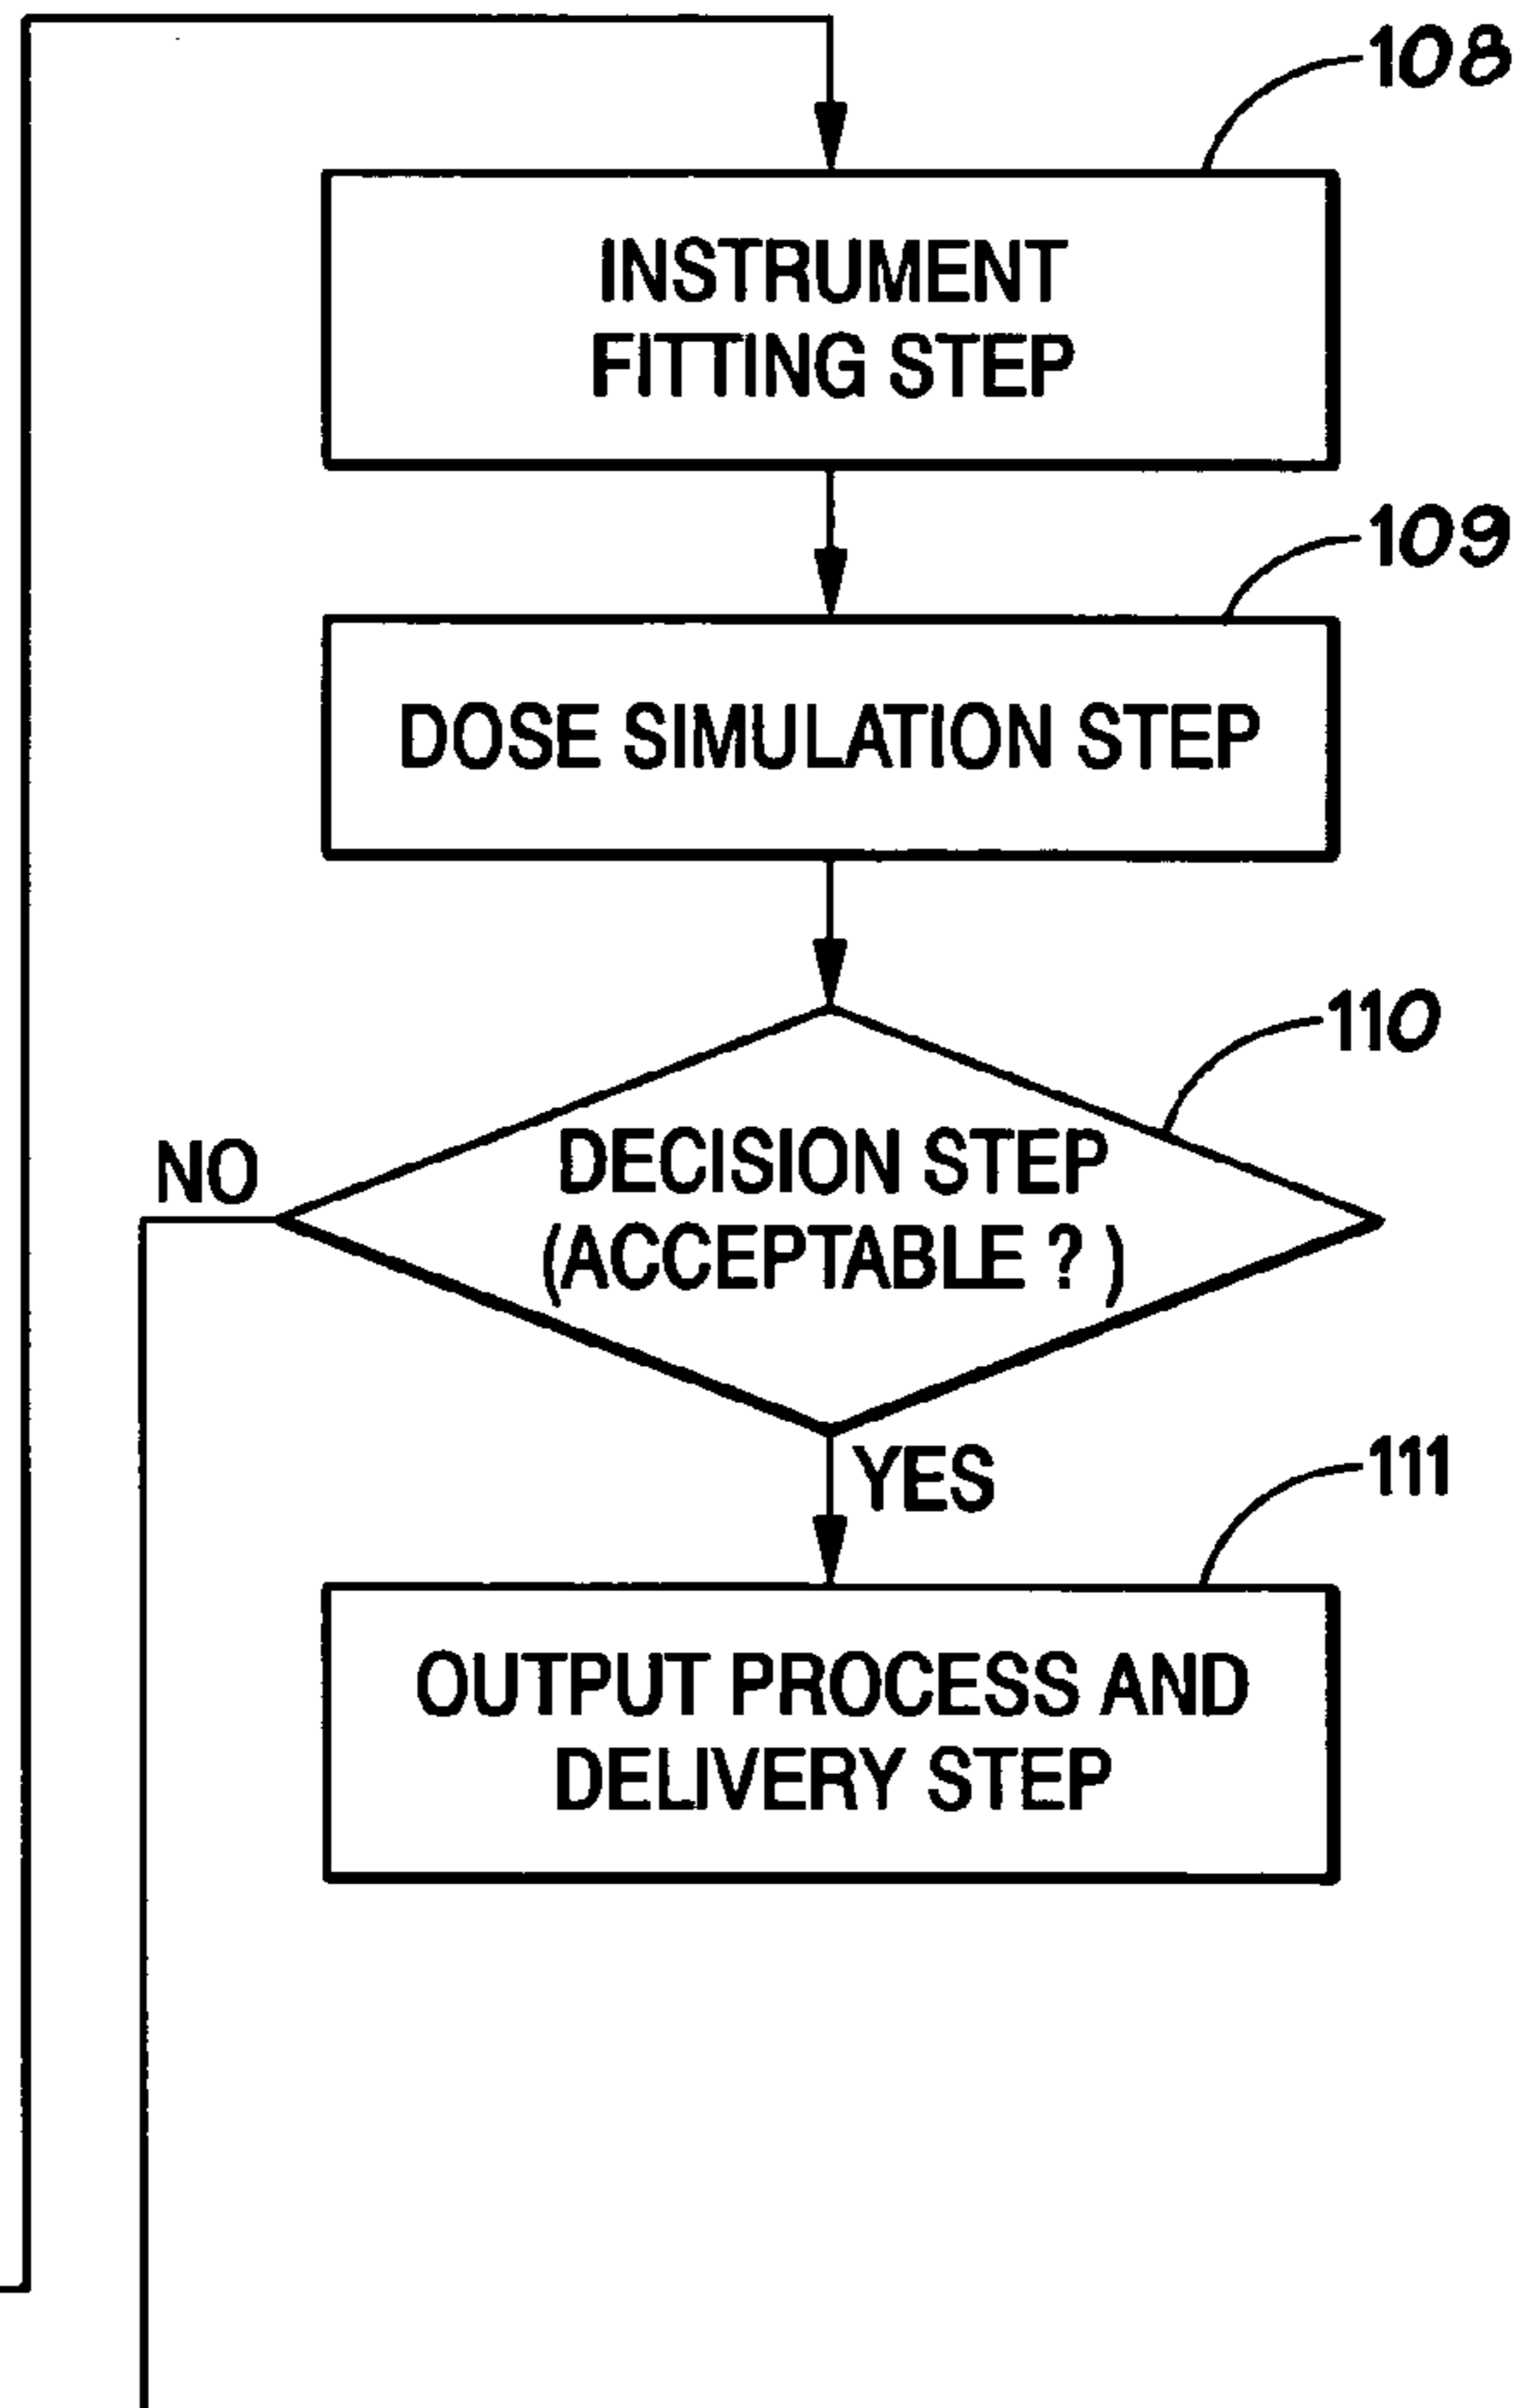 108
INSTRUMENT
FITTING STEP
109
DOSE SIMULATION STEP
110
NO
DECISION STEP
(ACCEPTABLE ? )
YES
111
OUTPUT PROCESS AND
DELIVERY STEP